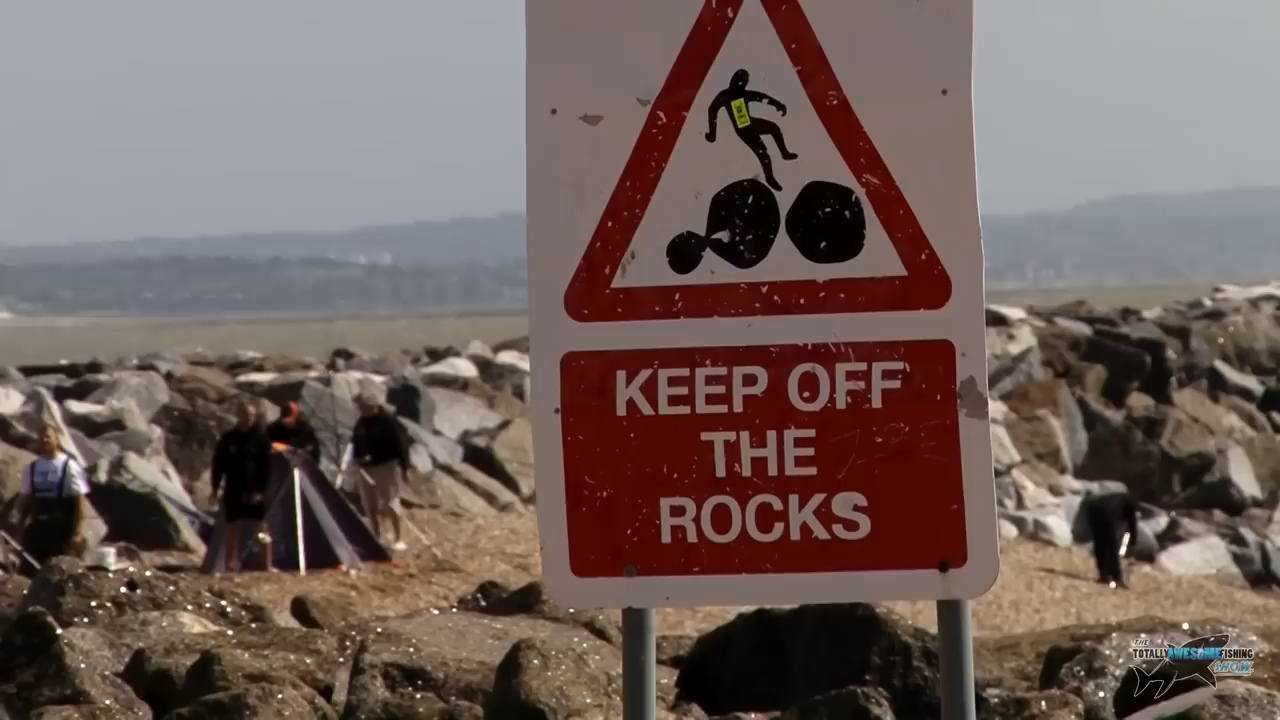 KEEP OFF
THE
ROCKS
THE
TOTALLY AWESOME FISHING
SHOW